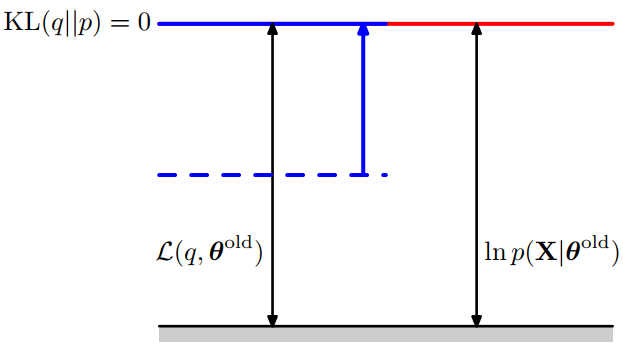 KL(q||p) = 0
ℒ(q, θ^old)
ln p(X|θ^old)